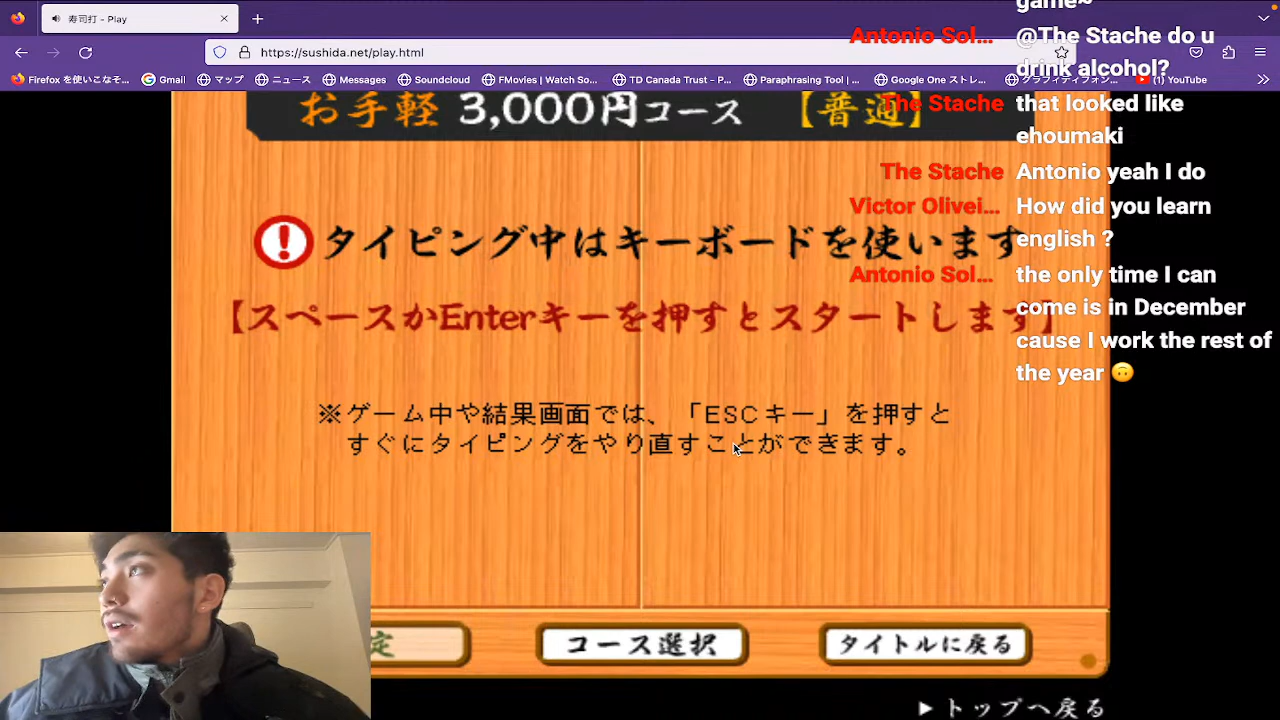 寿司打 - Play
https://sushida.net/play.html
Firefox を使いこなそ...
Gmail
マップ
ニュース
Messages
Soundcloud
FMovies | Watch So...
TD Canada Trust - P...
Paraphrasing Tool |...
Google One ストレ...
グラフィティフォン...
(1) YouTube
お手軽 3,000円コース 【普通】
! タイピング中はキーボードを使います
【スペースかEnterキーを押すとスタートします】
※ゲーム中や結果画面では、「ESCキー」を押すと
すぐにタイピングをやり直すことができます。
定
コース選択
タイトルに戻る
▶トップへ戻る
game~
Antonio Sol... @The Stache do u
drink alcohol?
The Stache that looked like
ehoumaki
The Stache Antonio yeah I do
Victor Olivei... How did you learn
english ?
Antonio Sol... the only time I can
come is in December
cause I work the rest of
the year 🙃